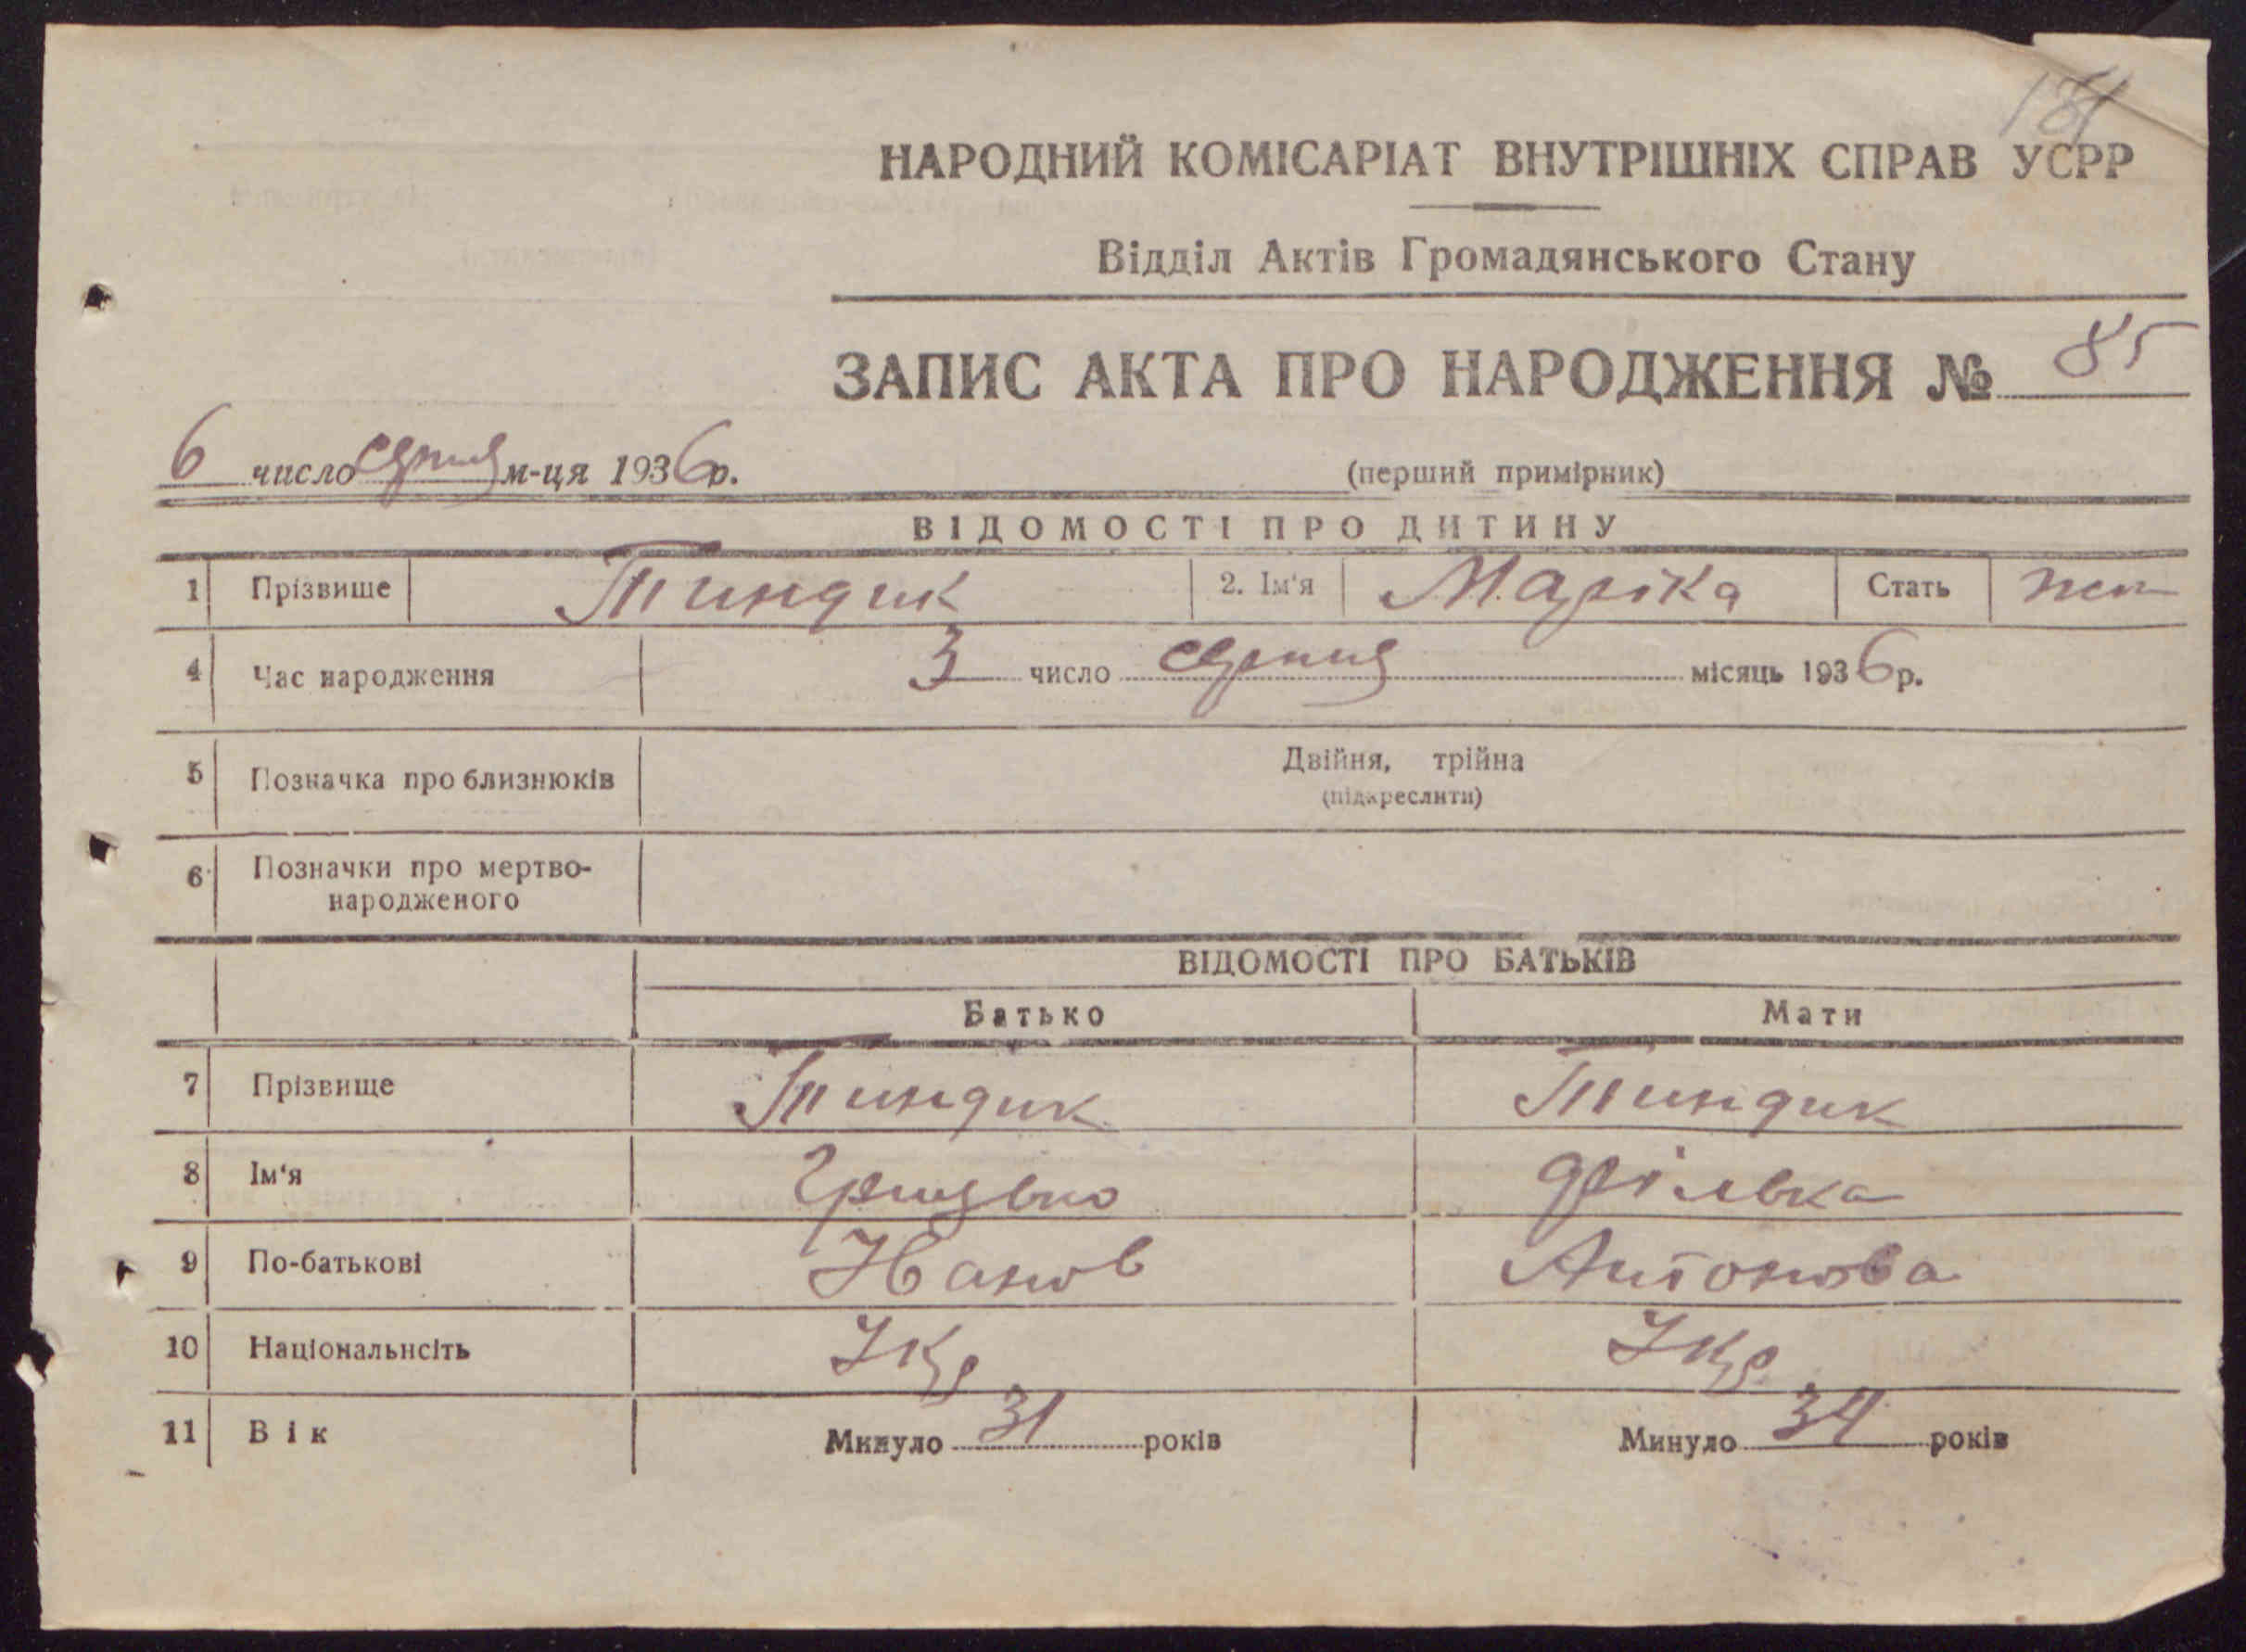 181
НАРОДНИЙ КОМІСАРІАТ ВНУТРІШНІХ СПРАВ УСРР
Відділ Актів Громадянського Стану
ЗАПИС АКТА ПРО НАРОДЖЕННЯ № 85
6 число серпня м-ця 1936 р.
(перший примірник)
ВІДОМОСТІ ПРО ДИТИНУ
1 Прізвище Тиндик 2. Ім'я Маріка Стать жен
4 Час народження 3 число серпня місяць 1936 р.
5 Позначка про близнюків Двійня, трійна
(підкреслити)
6 Позначки про мертво-
народженого
ВІДОМОСТІ ПРО БАТЬКІВ
Батько Мати
7 Прізвище Тиндик Тиндик
8 Ім'я Грицько
9 По-батькові Іванов Антонова
10 Національнсіть Укр Укр
11 Вік Минуло 31 років Минуло 34 років